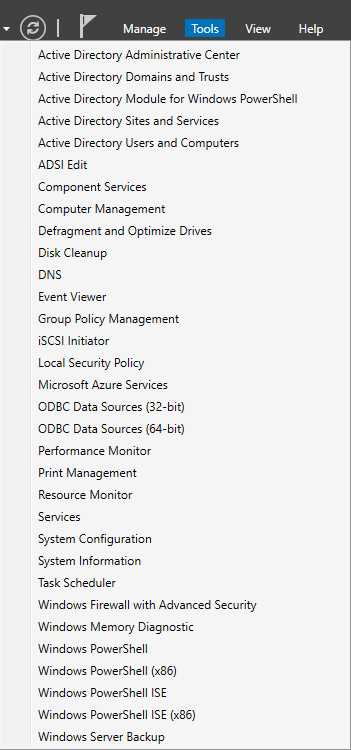 Manage Tools View Help
Active Directory Administrative Center
Active Directory Domains and Trusts
Active Directory Module for Windows PowerShell
Active Directory Sites and Services
Active Directory Users and Computers
ADSI Edit
Component Services
Computer Management
Defragment and Optimize Drives
Disk Cleanup
DNS
Event Viewer
Group Policy Management
iSCSI Initiator
Local Security Policy
Microsoft Azure Services
ODBC Data Sources (32-bit)
ODBC Data Sources (64-bit)
Performance Monitor
Print Management
Resource Monitor
Services
System Configuration
System Information
Task Scheduler
Windows Firewall with Advanced Security
Windows Memory Diagnostic
Windows PowerShell
Windows PowerShell (x86)
Windows PowerShell ISE
Windows PowerShell ISE (x86)
Windows Server Backup